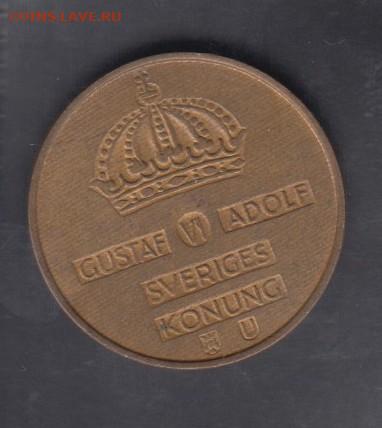 COINS.LAVE.RU
GUSTAF VI ADOLF
SVERIGES
KONUNG
U